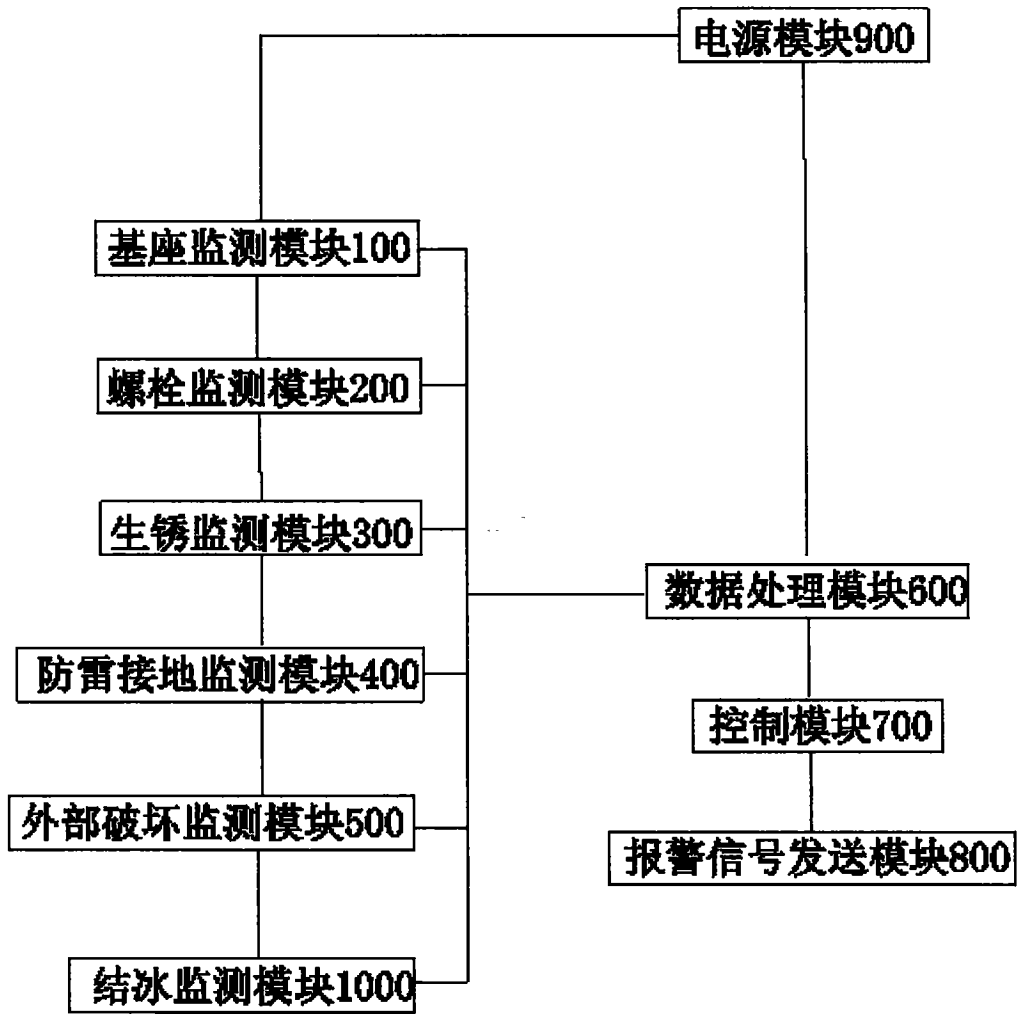 电源模块900
基座监测模块100
螺栓监测模块200
生锈监测模块300
数据处理模块600
防雷接地监测模块400
控制模块700
外部破坏监测模块500
报警信号发送模块800
结冰监测模块1000